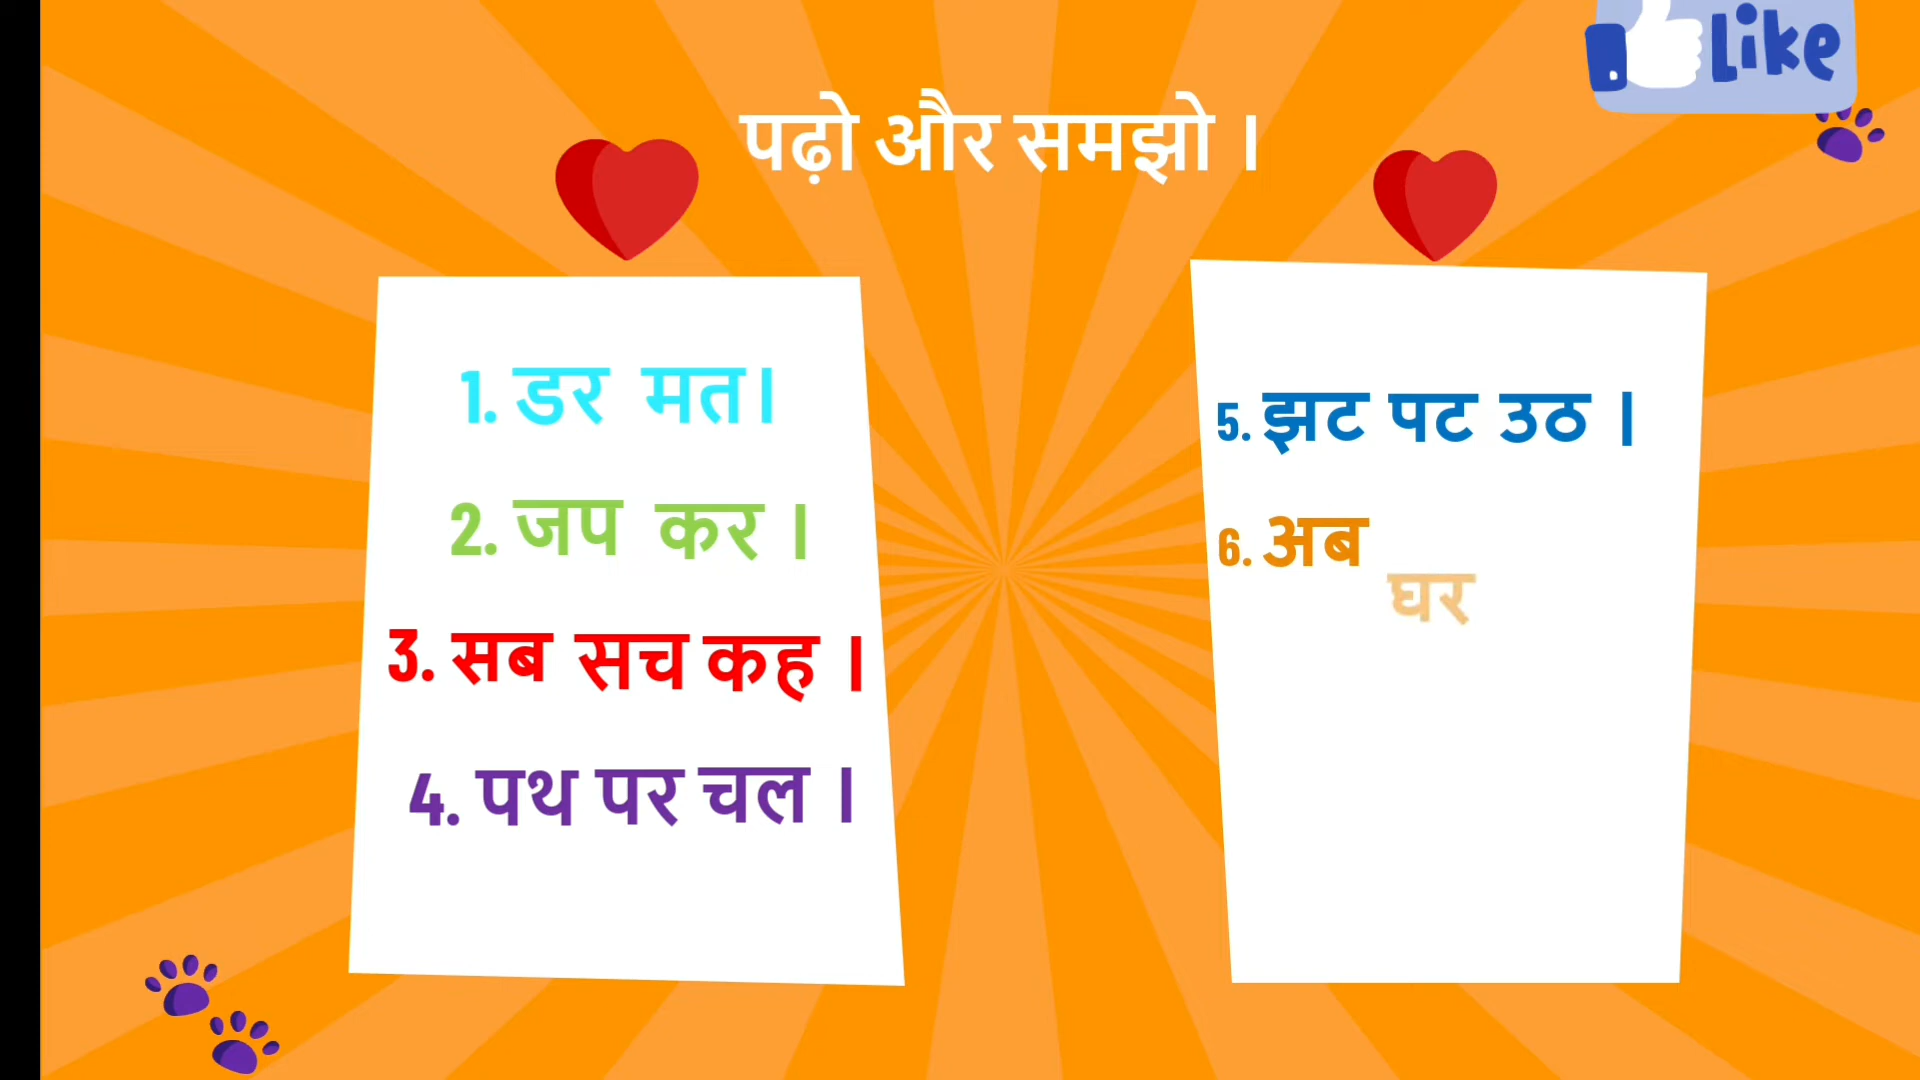 Like
पढ़ो और समझो ।
1. डर मत।
2. जप कर ।
3. सब सच कह ।
4. पथ पर चल ।
5. झट पट उठ ।
6. अब घर